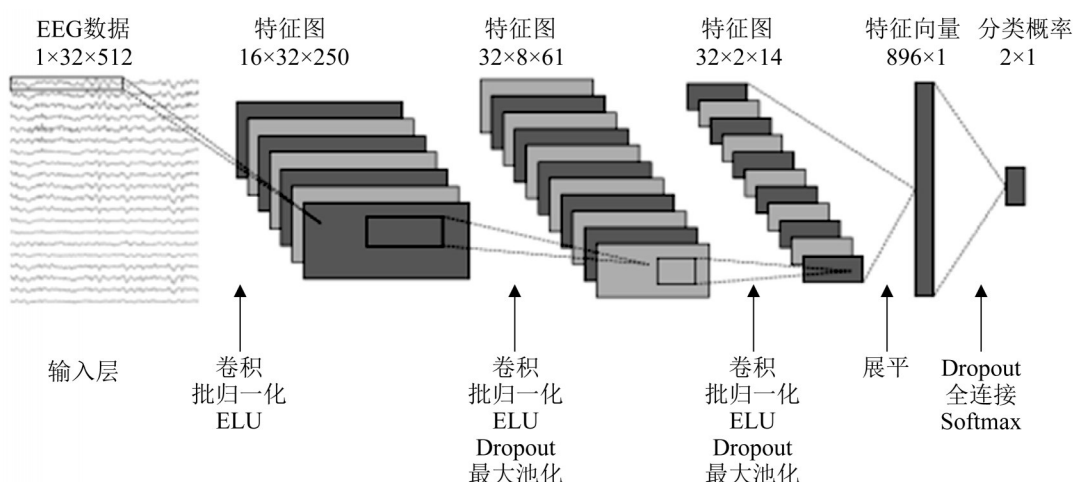 EEG数据
1×32×512
特征图
16×32×250
特征图
32×8×61
特征图
32×2×14
特征向量
896×1
分类概率
2×1
输入层
卷积
批归一化
ELU
卷积
批归一化
ELU
Dropout
最大池化
卷积
批归一化
ELU
Dropout
最大池化
展平
Dropout
全连接
Softmax